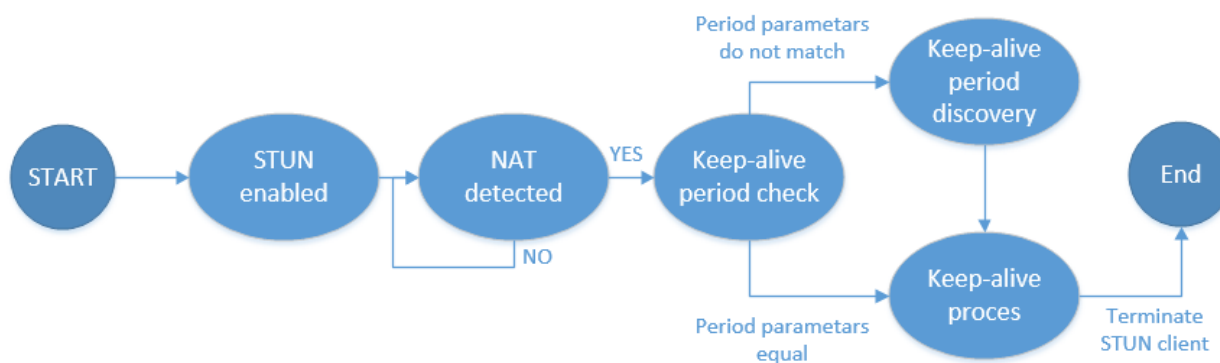 Period parametars
do not match
Keep-alive
period
discovery
START
STUN
enabled
NAT
detected
YES
NO
Keep-alive
period check
End
Keep-alive
proces
Period parametars
equal
Terminate
STUN client